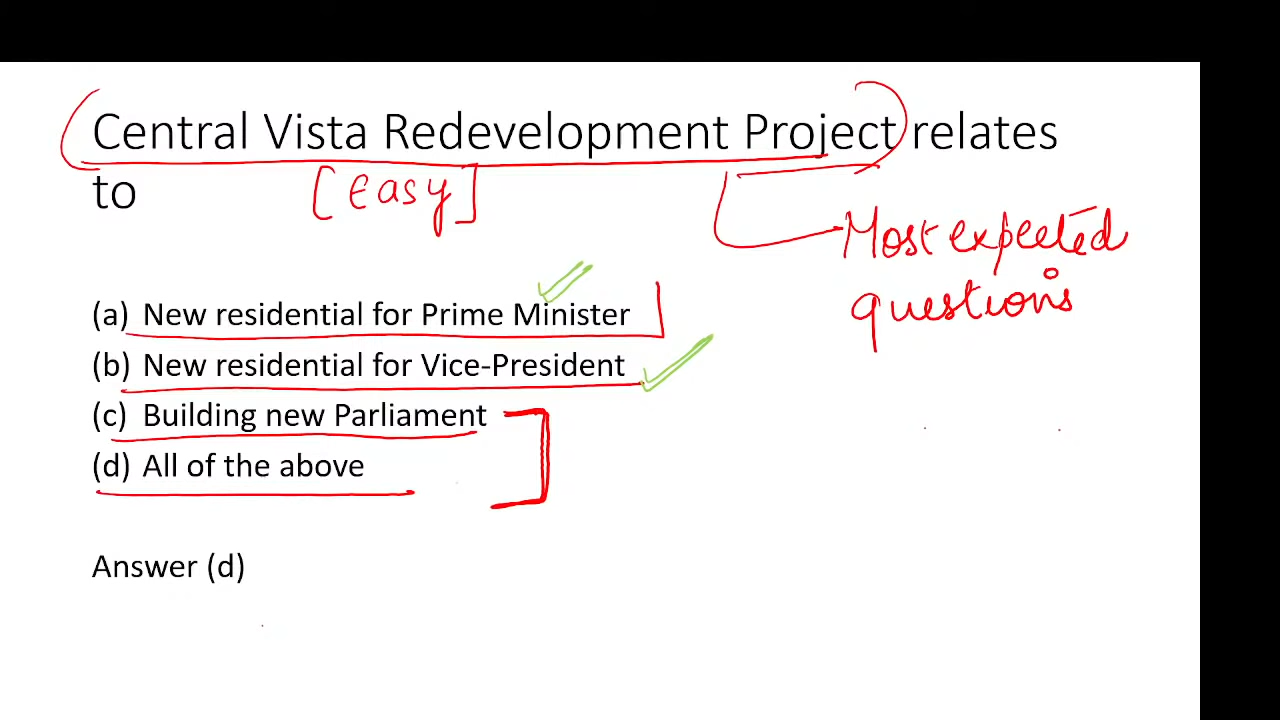 Central Vista Redevelopment Project relates
to
[Easy]
Most expected
questions
(a) New residential for Prime Minister
(b) New residential for Vice-President
(c) Building new Parliament
(d) All of the above
Answer (d)